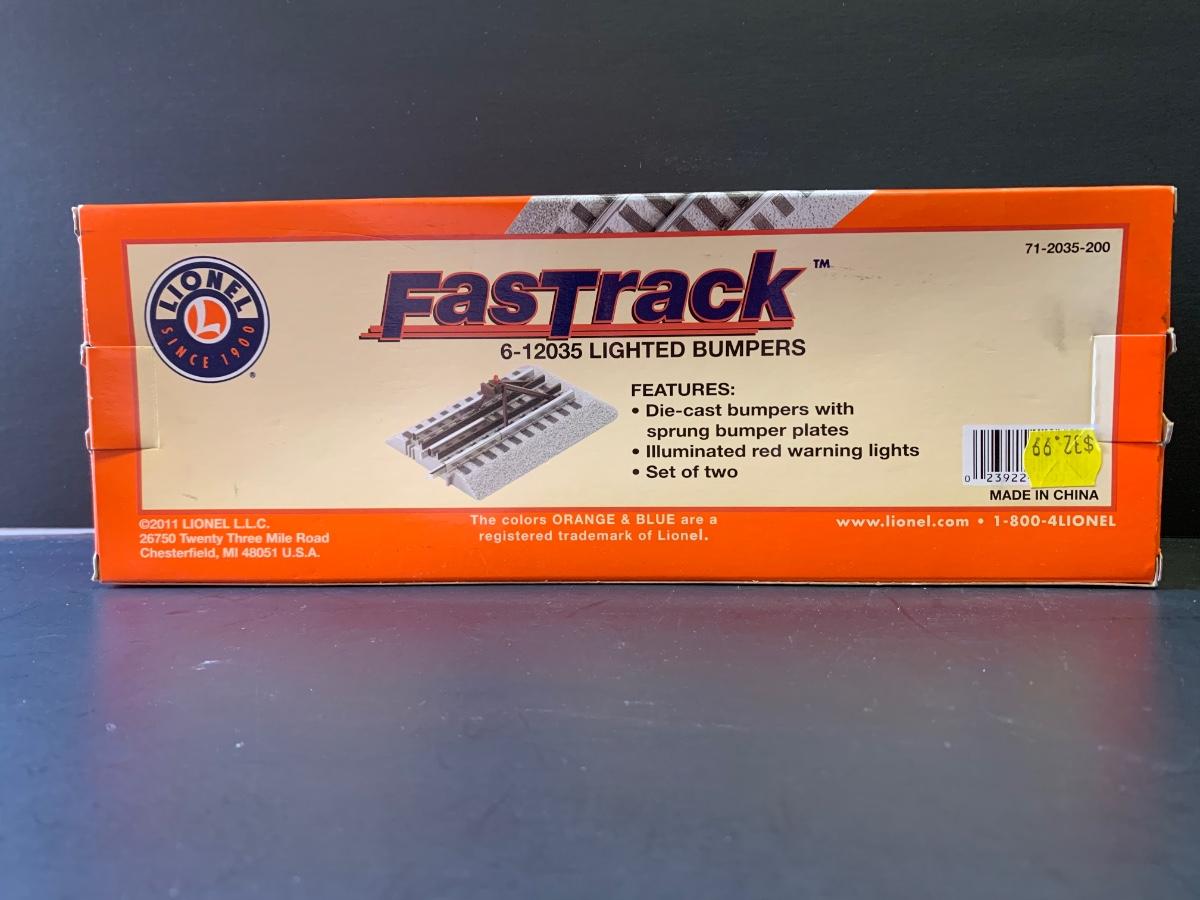 71-2035-200
LIONEL
SINCE 1900
®
FasTrack™
6-12035 LIGHTED BUMPERS
FEATURES:
• Die-cast bumpers with
sprung bumper plates
• Illuminated red warning lights
• Set of two
$32.99
0 23922
MADE IN CHINA
©2011 LIONEL L.L.C.
26750 Twenty Three Mile Road
Chesterfield, MI 48051 U.S.A.
The colors ORANGE & BLUE are a
registered trademark of Lionel.
www.lionel.com • 1-800-4LIONEL